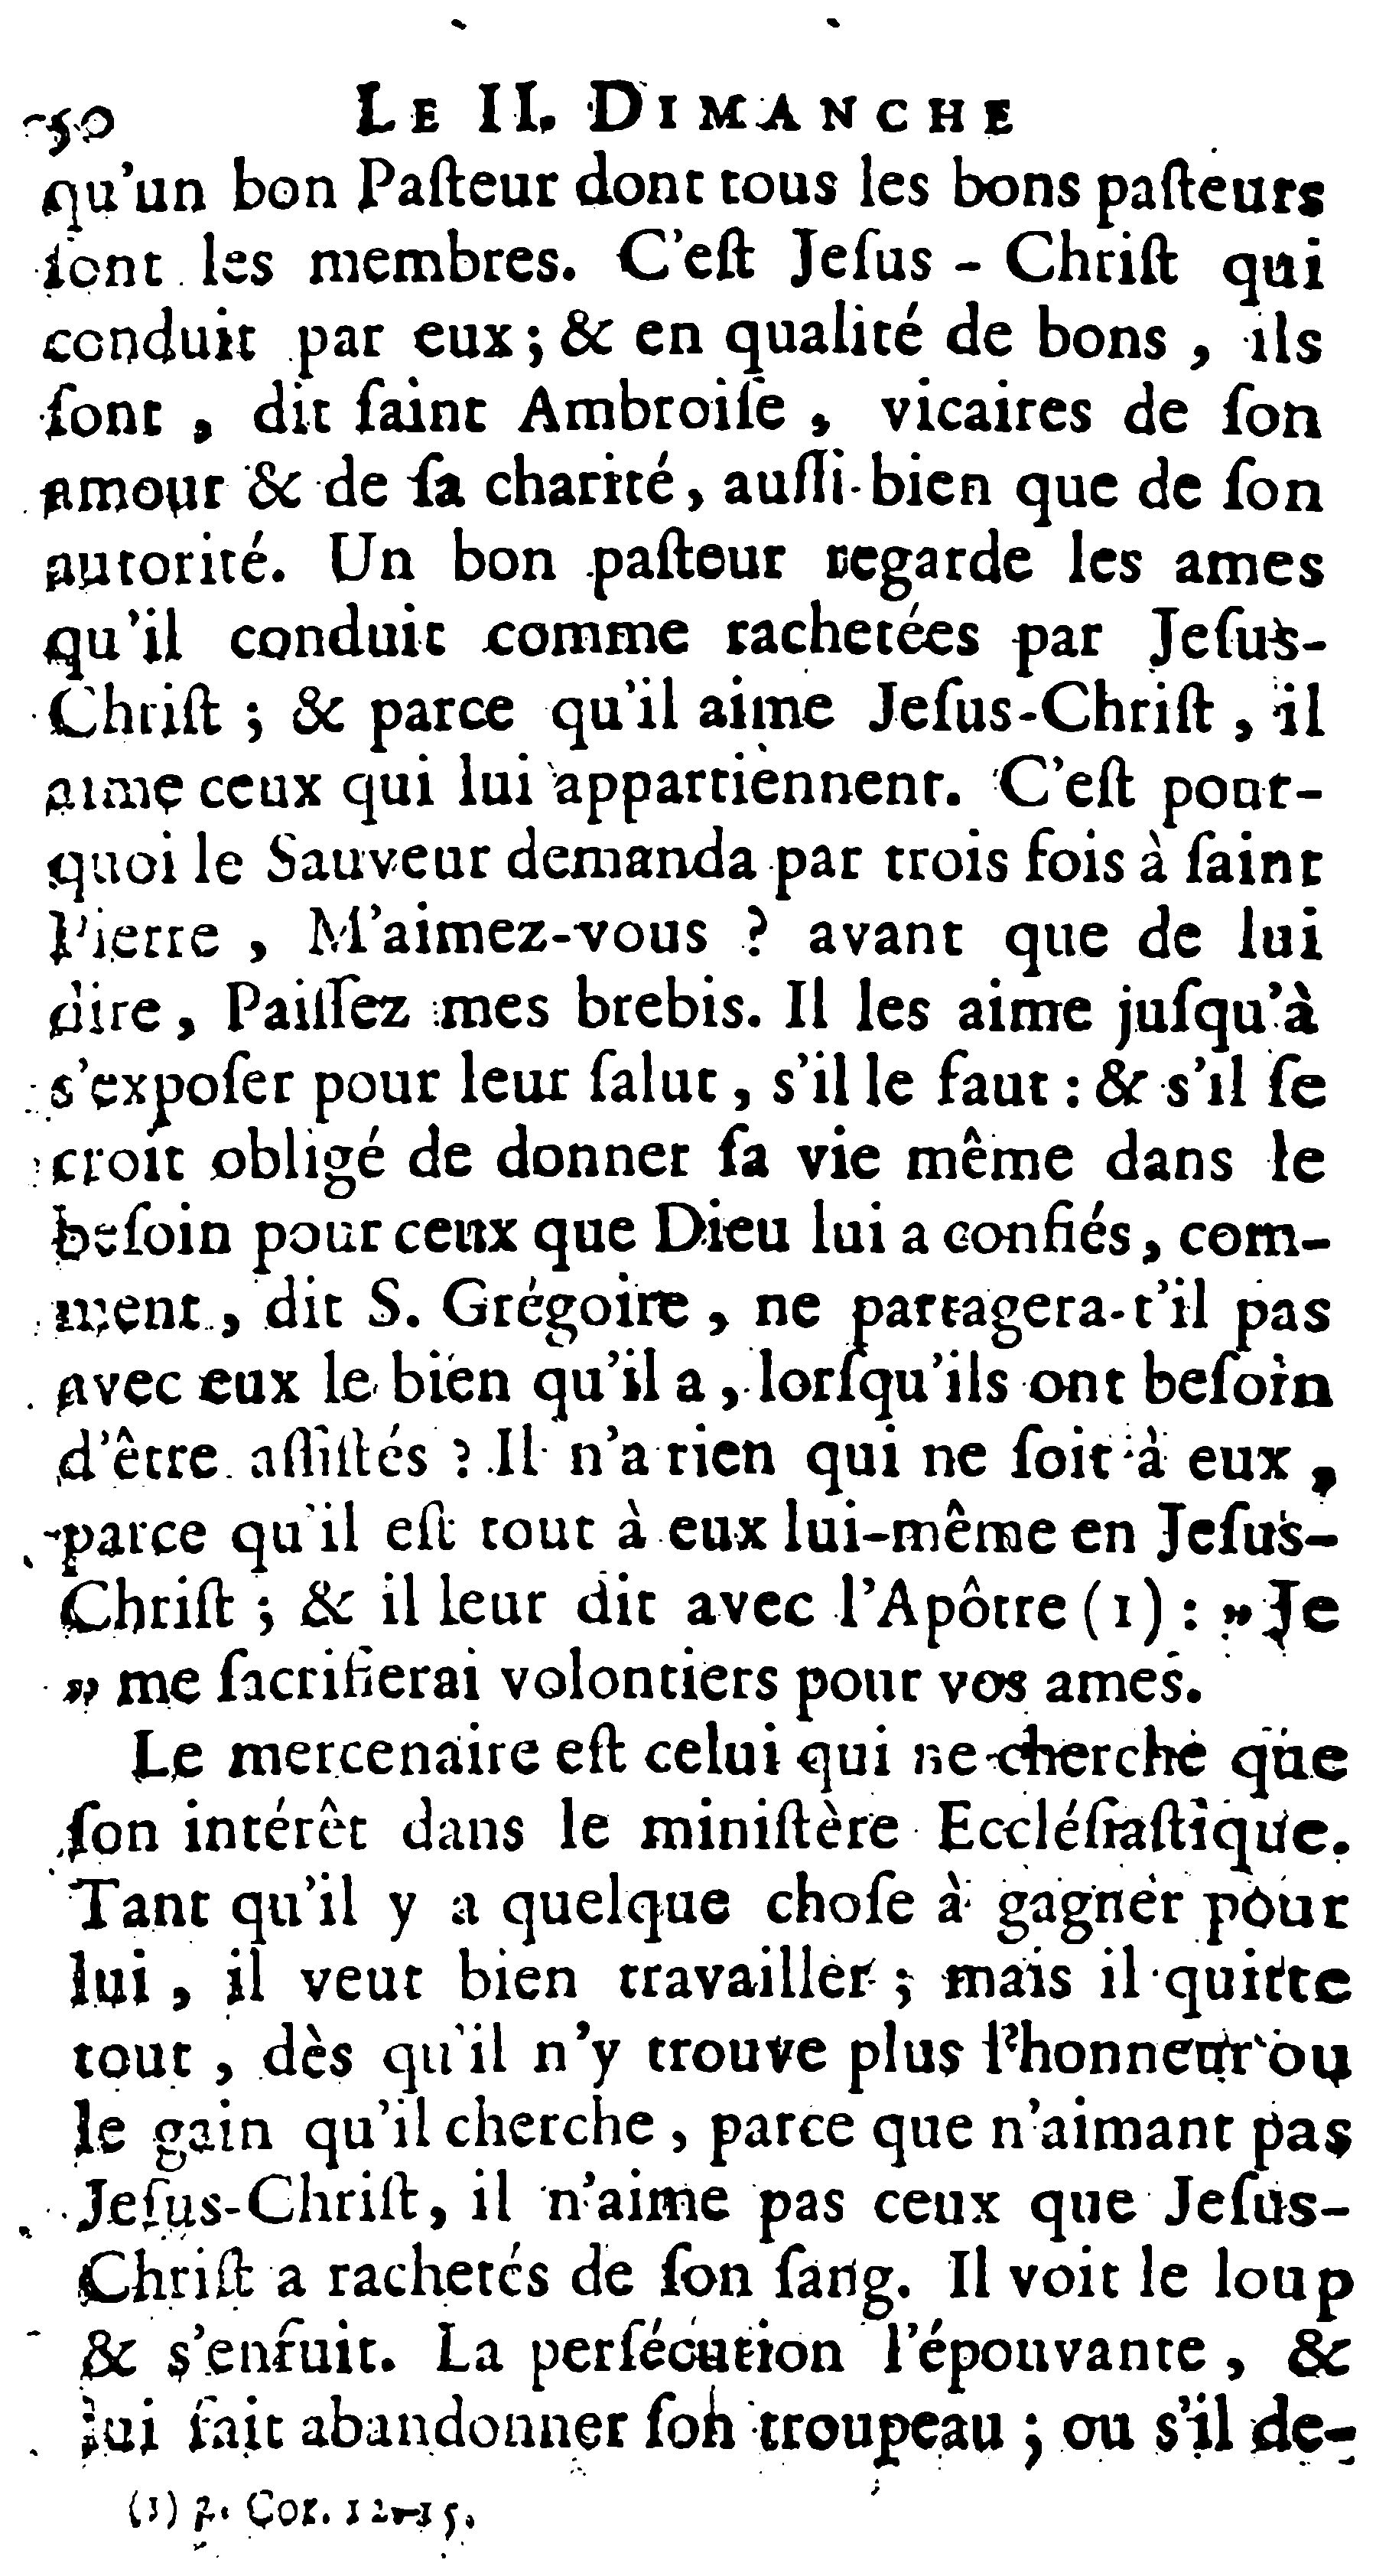 50 LE II. DIMANCHE
qu'un bon Paſteur dont tous les bons paſteurs
ſont les membres. C'eſt Jeſus - Chriſt qui
conduit par eux ; & en qualité de bons , ils
ſont , dit ſaint Ambroiſe , vicaires de ſon
amour & de ſa charité, auſſi-bien que de ſon
autorité. Un bon paſteur regarde les ames
qu'il conduit comme rachetées par Jeſus-
Chriſt ; & parce qu'il aime Jeſus-Chriſt , il
aime ceux qui lui appartiennent. C'eſt pour-
quoi le Sauveur demanda par trois fois à ſaint
Pierre , M'aimez-vous ? avant que de lui
dire , Paiſſez mes brebis. Il les aime juſqu'à
s'expoſer pour leur ſalut , s'il le faut : & s'il ſe
croit obligé de donner ſa vie même dans le
beſoin pour ceux que Dieu lui a confiés , com-
ment , dit S. Grégoire , ne partagera-t'il pas
avec eux le bien qu'il a , lorſqu'ils ont beſoin
d'être aſſiſtés ? Il n'a rien qui ne ſoit à eux ,
parce qu'il eſt tout à eux lui-même en Jeſus-
Chriſt ; & il leur dit avec l'Apôtre (1) : » Je
» me ſacrifierai volontiers pour vos ames.
Le mercenaire eſt celui qui ne cherche que
ſon intérêt dans le miniſtère Eccléſiaſtique.
Tant qu'il y a quelque choſe à gagner pour
lui , il veut bien travailler ; mais il quitte
tout , dès qu'il n'y trouve plus l'honneur ou
le gain qu'il cherche , parce que n'aimant pas
Jeſus-Chriſt, il n'aime pas ceux que Jeſus-
Chriſt a rachetés de ſon ſang. Il voit le loup
& s'enfuit. La perſécution l'épouvante , &
lui fait abandonner ſon troupeau ; ou s'il de-
(1) 2. Cor. 12-15.